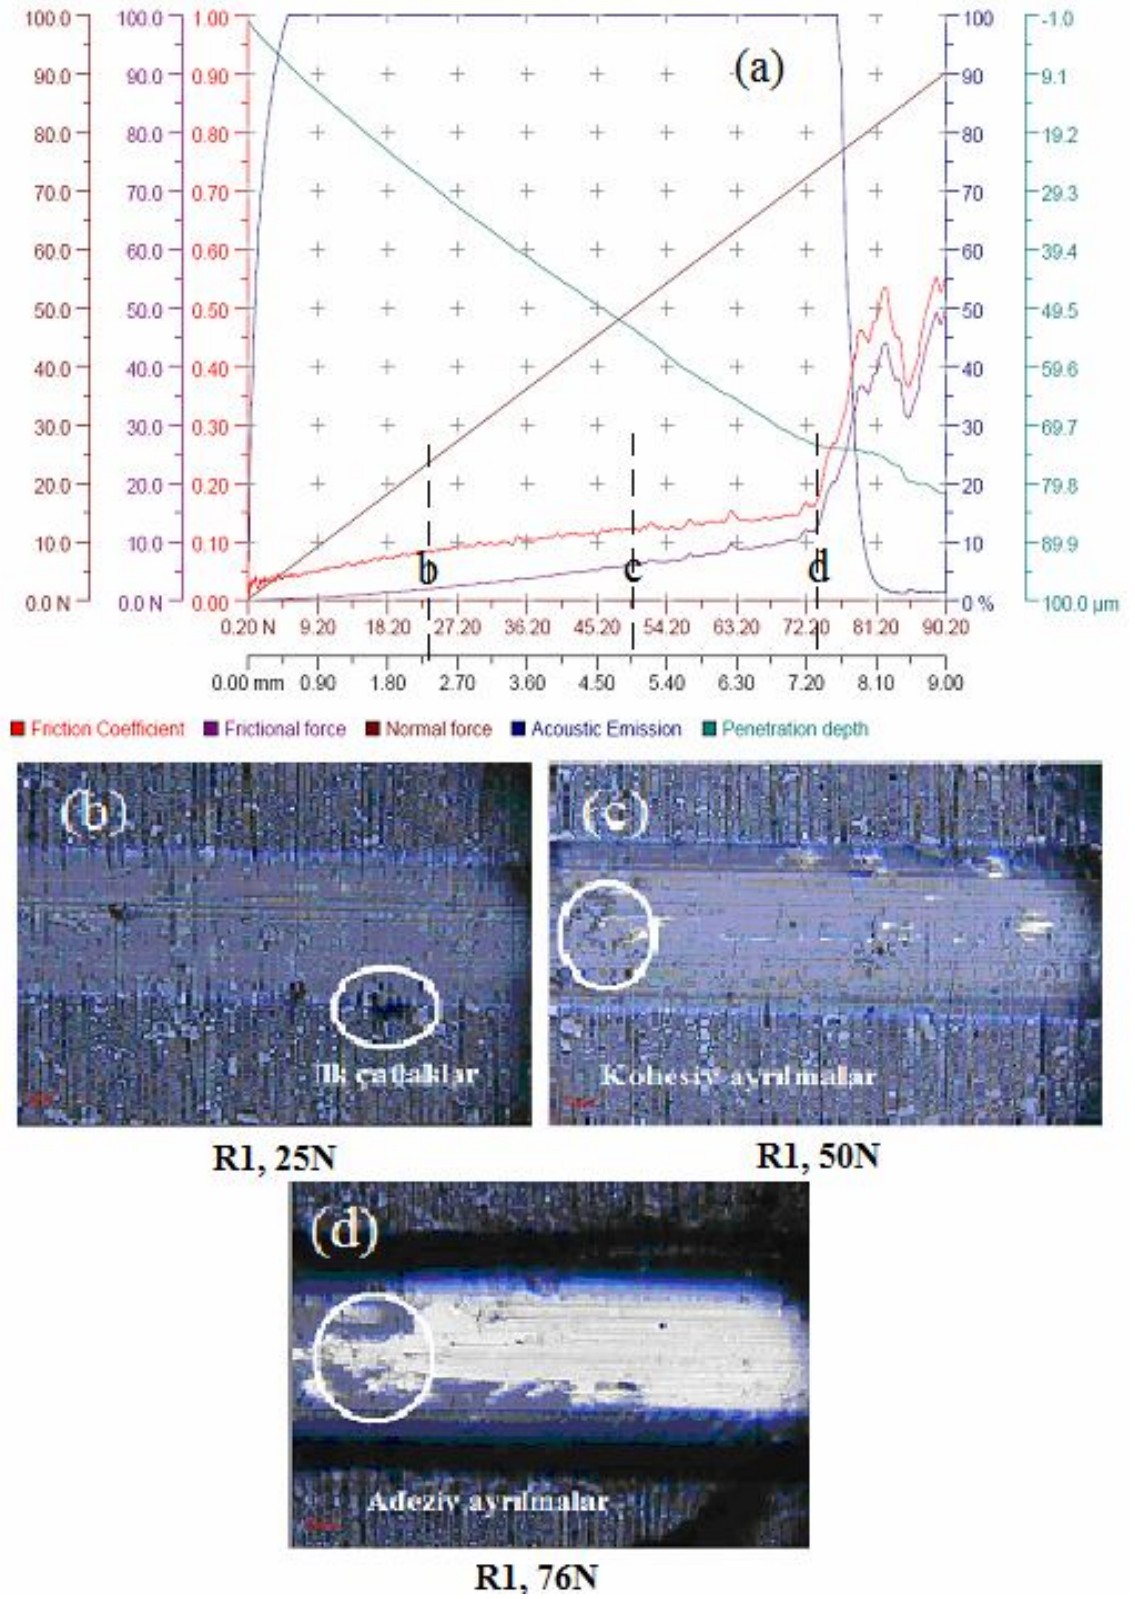 100.0 100.0 1.00 100 -1.0
(a)
90.0 90.0 0.90 90 9.1
80.0 80.0 0.80 80 19.2
70.0 70.0 0.70 70 29.3
60.0 60.0 0.60 60 39.4
50.0 50.0 0.50 50 49.5
40.0 40.0 0.40 40 59.6
30.0 30.0 0.30 30 69.7
20.0 20.0 0.20 20 79.8
10.0 10.0 0.10 10 89.9
b c d
0.0 N 0.0 N 0.00 0 % 100.0 µm
0.20 N 9.20 18.20 27.20 36.20 45.20 54.20 63.20 72.20 81.20 90.20
0.00 mm 0.90 1.80 2.70 3.60 4.50 5.40 6.30 7.20 8.10 9.00
Friction Coefficient Frictional force Normal force Acoustic Emission Penetration depth
(b)
İlk çatlaklar
R1, 25N
(c)
Kohesiv ayrılmalar
R1, 50N
(d)
Adeziv ayrılmalar
R1, 76N